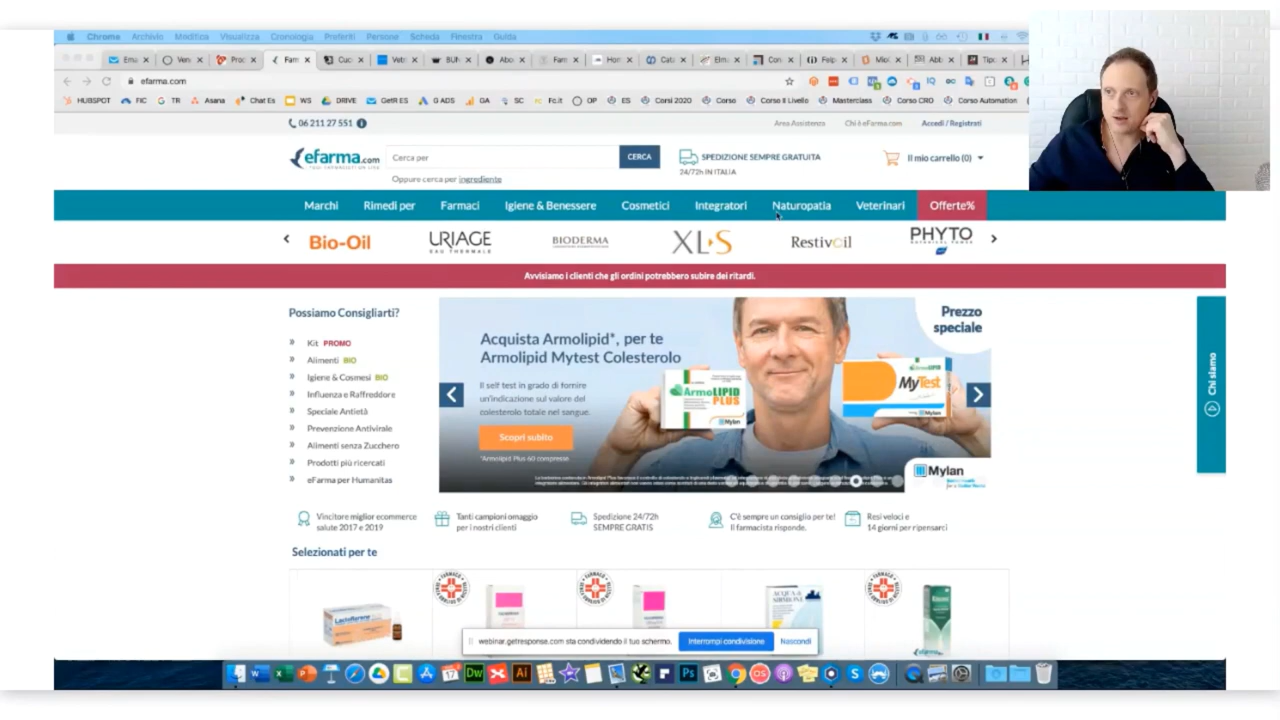 Chrome Archivio Modifica Visualizza Cronologia Preferiti Persone Scheda Finestra Guida
efarma.com
HUBSPOT FIC TR Asana Chat Es WS DRIVE GetR ES G ADS GA SC Fc.it OP ES Corsi 2020 Corso Corso II Livello Masterclass Corso CRO Corso Automation
06 211 27 551
Area Assistenza Chi è eFarma.com Accedi / Registrati
efarma.com
Cerca per
CERCA
SPEDIZIONE SEMPRE GRATUITA
24/72h IN ITALIA
Il mio carrello (0)
Oppure cerca per ingrediente
Marchi Rimedi per Farmaci Igiene & Benessere Cosmetici Integratori Naturopatia Veterinari Offerte%
Bio-Oil URIAGE BIODERMA XLS Restivoil PHYTO
EAU THERMALE
Avvisiamo i clienti che gli ordini potrebbero subire dei ritardi.
Possiamo Consigliarti?
Kit PROMO
Alimenti BIO
Igiene & Cosmesi BIO
Influenza e Raffreddore
Speciale Antietà
Prevenzione Antivirale
Alimenti senza Zucchero
Prodotti più ricercati
eFarma per Humanitas
Acquista Armolipid*, per te
Armolipid Mytest Colesterolo
Il self test in grado di fornire
un'indicazione sul valore del
colesterolo totale nel sangue.
Scopri subito
*Armolipid Plus 60 compresse
Prezzo
speciale
ArmoLIPID
PLUS
Mylan
ArmoLIPID
MyTest
Mylan
Mylan
Chi siamo
Vincitore miglior ecommerce
salute 2017 e 2019
Tanti campioni omaggio
per i nostri clienti
Spedizione 24/72h
SEMPRE GRATIS
C'è sempre un consiglio per te!
Il farmacista risponde.
Resi veloci e
14 giorni per ripensarci
Selezionati per te
webinar.getresponse.com sta condividendo il tuo schermo.
Interrompi condivisione
Nascondi